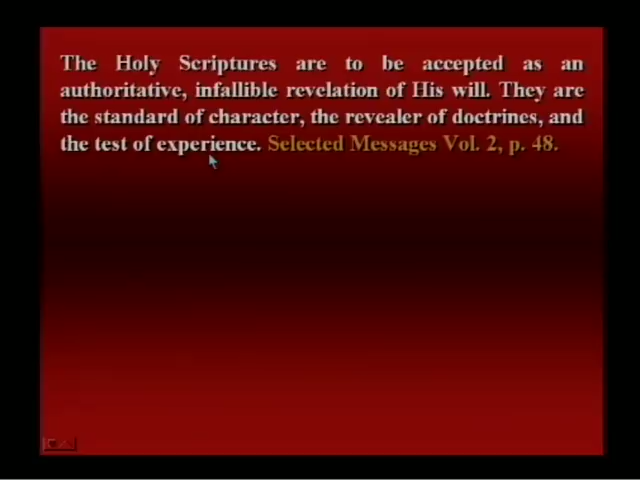 The Holy Scriptures are to be accepted as an
authoritative, infallible revelation of His will. They are
the standard of character, the revealer of doctrines, and
the test of experience. Selected Messages Vol. 2, p. 48.